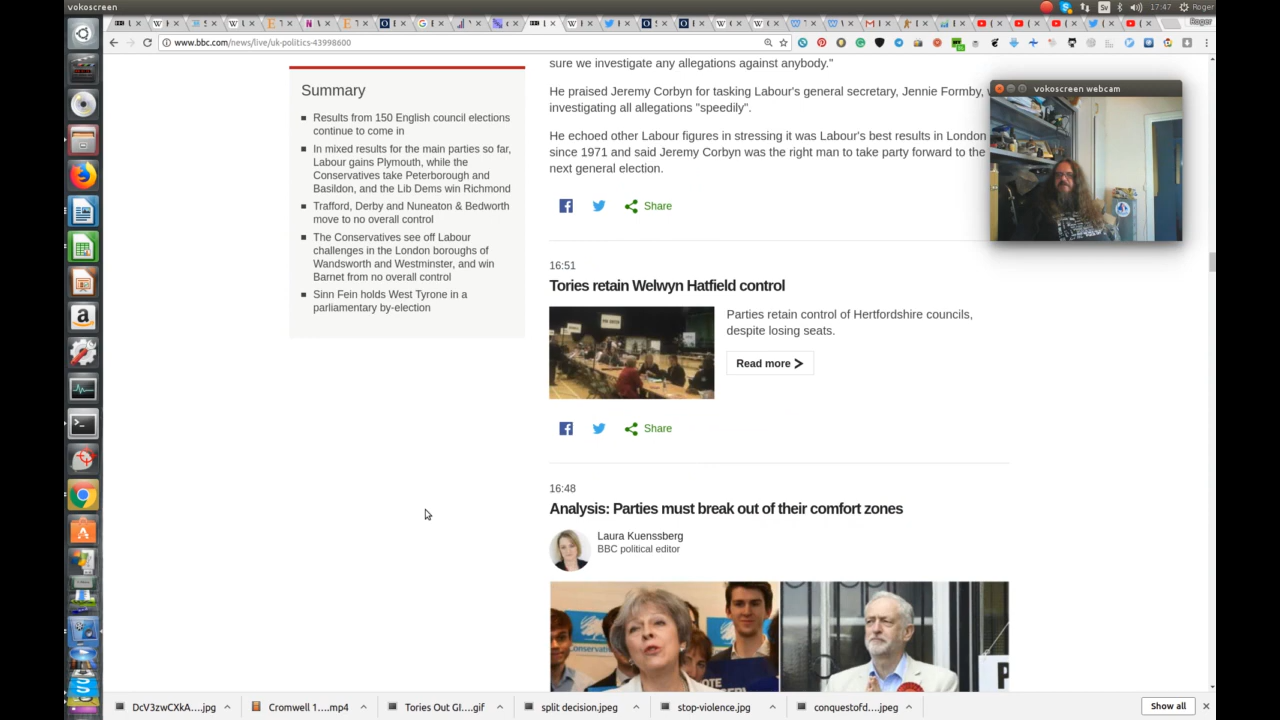 vokoscreen
17:47 Roger
Roger
www.bbc.com/news/live/uk-politics-43998600
Summary
Results from 150 English council elections
continue to come in
In mixed results for the main parties so far,
Labour gains Plymouth, while the
Conservatives take Peterborough and
Basildon, and the Lib Dems win Richmond
Trafford, Derby and Nuneaton & Bedworth
move to no overall control
The Conservatives see off Labour
challenges in the London boroughs of
Wandsworth and Westminster, and win
Barnet from no overall control
Sinn Fein holds West Tyrone in a
parliamentary by-election
sure we investigate any allegations against anybody."
He praised Jeremy Corbyn for tasking Labour's general secretary, Jennie Formby,
investigating all allegations "speedily".
He echoed other Labour figures in stressing it was Labour's best results in London
since 1971 and said Jeremy Corbyn was the right man to take party forward to the
next general election.
Share
vokoscreen webcam
16:51
Tories retain Welwyn Hatfield control
Parties retain control of Hertfordshire councils,
despite losing seats.
Read more
Share
16:48
Analysis: Parties must break out of their comfort zones
Laura Kuenssberg
BBC political editor
DcV3zwCXkA....jpg
Cromwell 1....mp4
Tories Out GI....gif
split decision.jpeg
stop-violence.jpg
conquestofd....jpeg
Show all